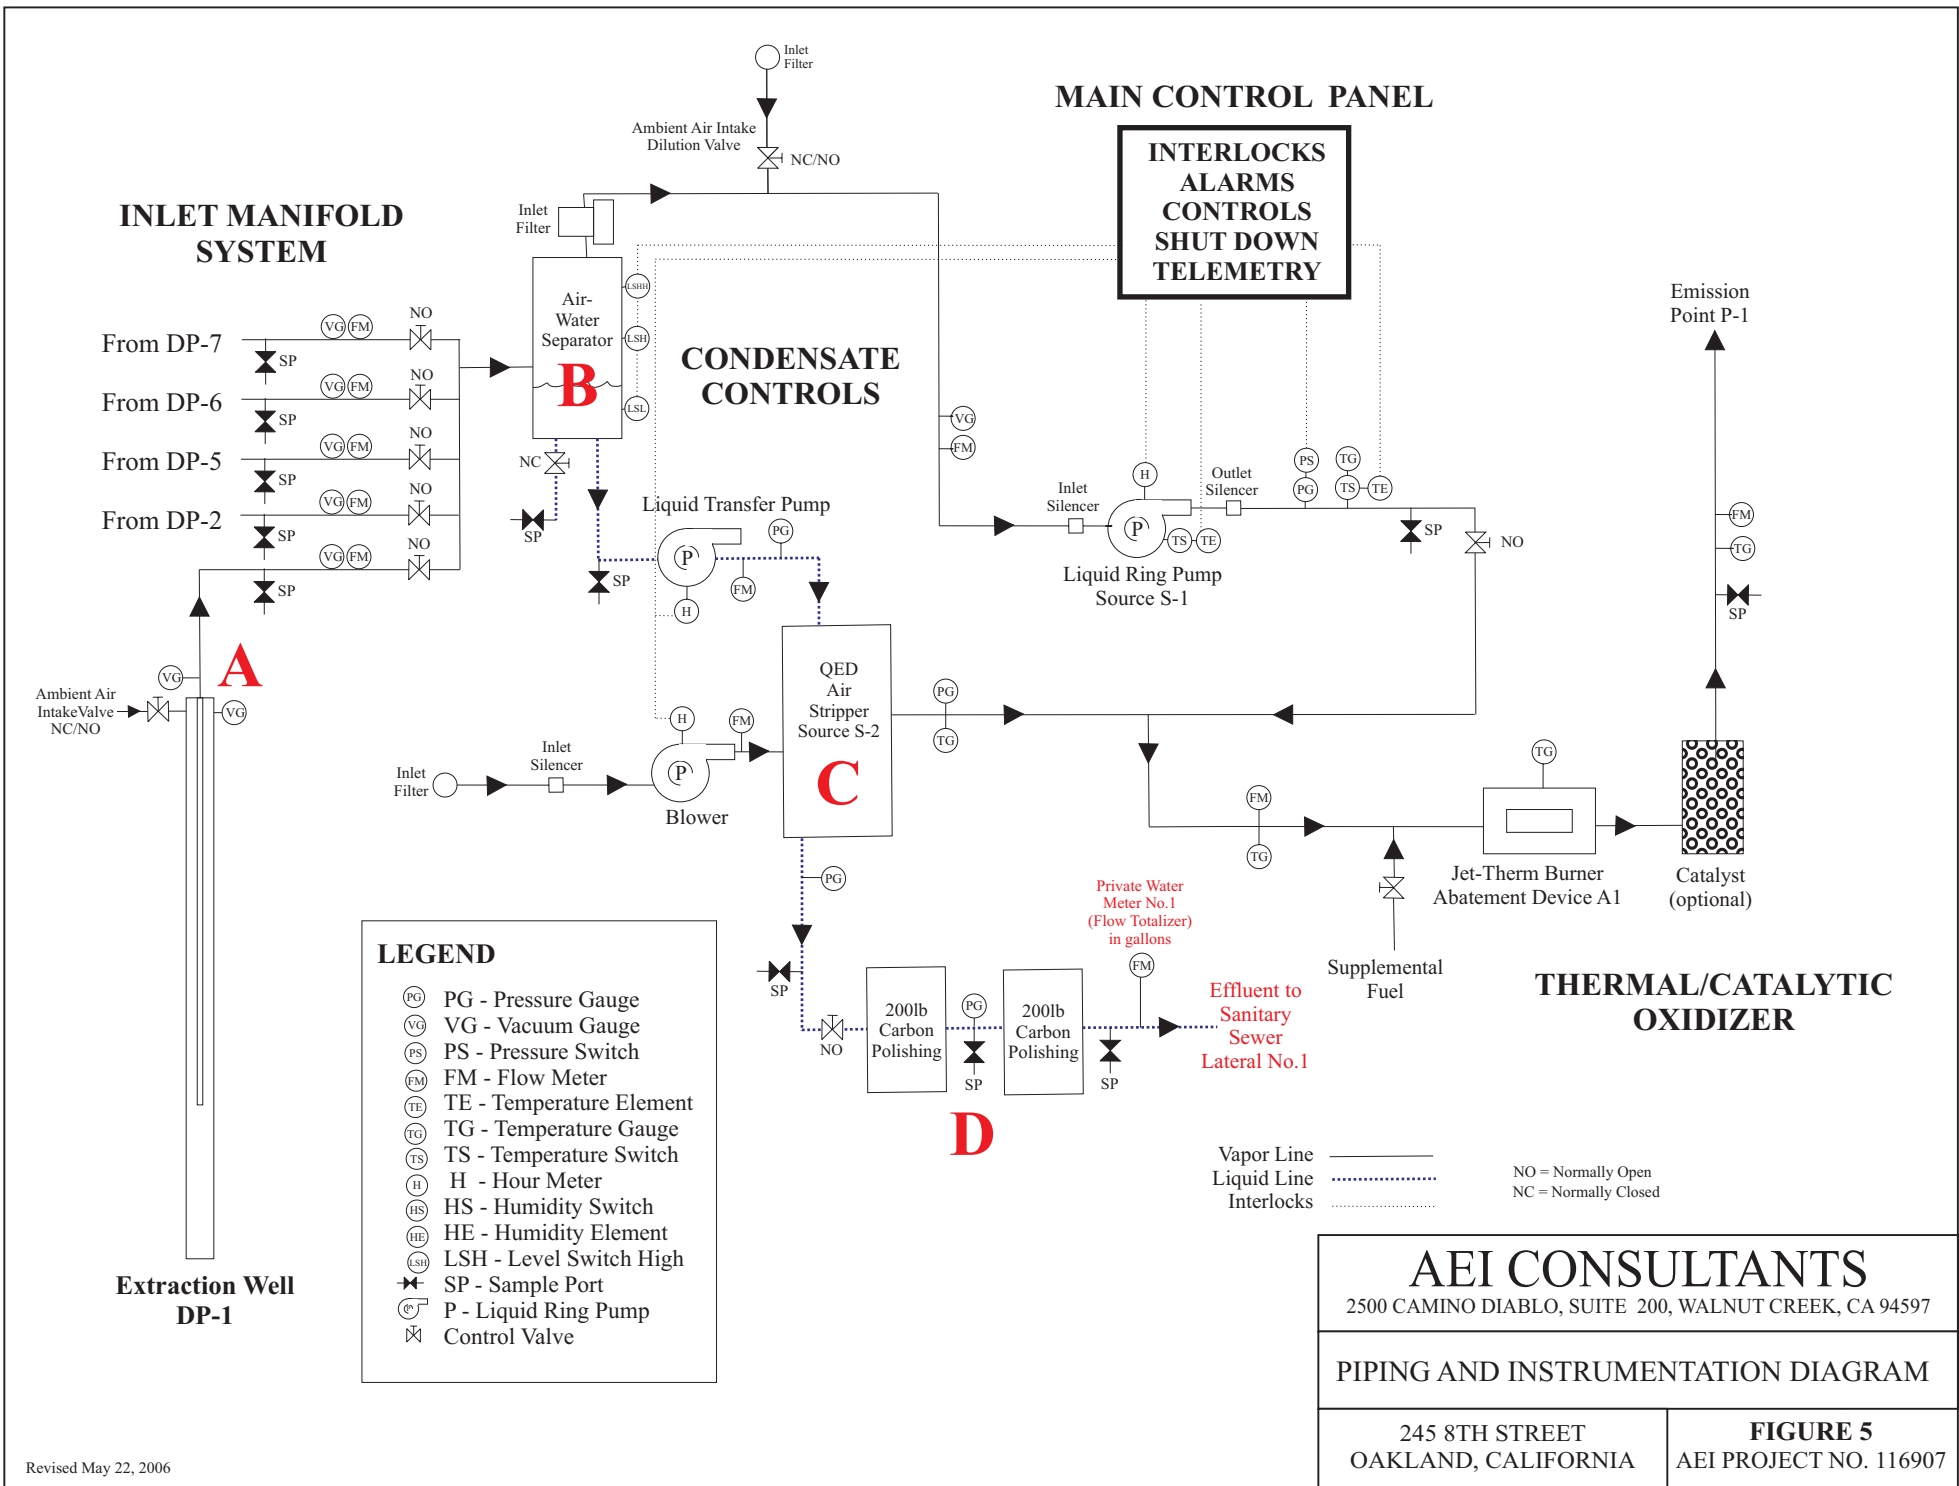 Inlet
Filter
MAIN CONTROL PANEL
Ambient Air Intake
Dilution Valve
NC/NO
INTERLOCKS
ALARMS
CONTROLS
SHUT DOWN
TELEMETRY
INLET MANIFOLD
SYSTEM
Inlet
Filter
Air-
Water
Separator
B
LSHH
LSH
LSL
CONDENSATE
CONTROLS
From DP-7
SP
VG
FM
NO
From DP-6
SP
VG
FM
NO
From DP-5
SP
VG
FM
NO
From DP-2
SP
VG
FM
NO
SP
VG
FM
NO
NC
SP
SP
Liquid Transfer Pump
P
H
PG
FM
VG
FM
Inlet
Silencer
H
P
TS
TE
Outlet
Silencer
Liquid Ring Pump
Source S-1
PS
PG
TG
TS
TE
SP
NO
Emission
Point P-1
FM
TG
SP
A
VG
VG
Ambient Air
IntakeValve
NC/NO
Extraction Well
DP-1
QED
Air
Stripper
Source S-2
C
PG
TG
Inlet
Filter
Inlet
Silencer
H
P
Blower
FM
FM
TG
TG
Jet-Therm Burner
Abatement Device A1
Catalyst
(optional)
Supplemental
Fuel
THERMAL/CATALYTIC
OXIDIZER
PG
SP
NO
200lb
Carbon
Polishing
PG
SP
200lb
Carbon
Polishing
SP
D
Private Water
Meter No.1
(Flow Totalizer)
in gallons
FM
Effluent to
Sanitary
Sewer
Lateral No.1
LEGEND
PG PG - Pressure Gauge
VG VG - Vacuum Gauge
PS PS - Pressure Switch
FM FM - Flow Meter
TE TE - Temperature Element
TG TG - Temperature Gauge
TS TS - Temperature Switch
H H - Hour Meter
HS HS - Humidity Switch
HE HE - Humidity Element
LSH LSH - Level Switch High
SP - Sample Port
P - Liquid Ring Pump
Control Valve
Vapor Line
Liquid Line
Interlocks
NO = Normally Open
NC = Normally Closed
AEI CONSULTANTS
2500 CAMINO DIABLO, SUITE 200, WALNUT CREEK, CA 94597
PIPING AND INSTRUMENTATION DIAGRAM
245 8TH STREET
OAKLAND, CALIFORNIA
FIGURE 5
AEI PROJECT NO. 116907
Revised May 22, 2006